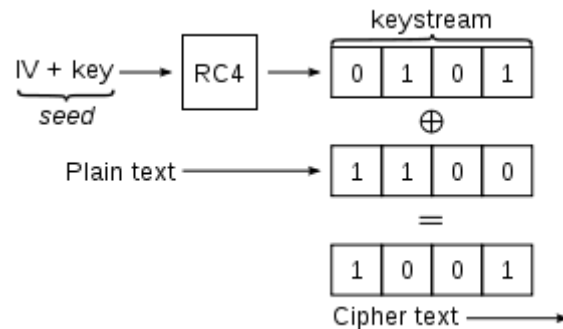 keystream
IV + key
RC4
0 1 0 1
seed
⊕
Plain text
1 1 0 0
=
1 0 0 1
Cipher text